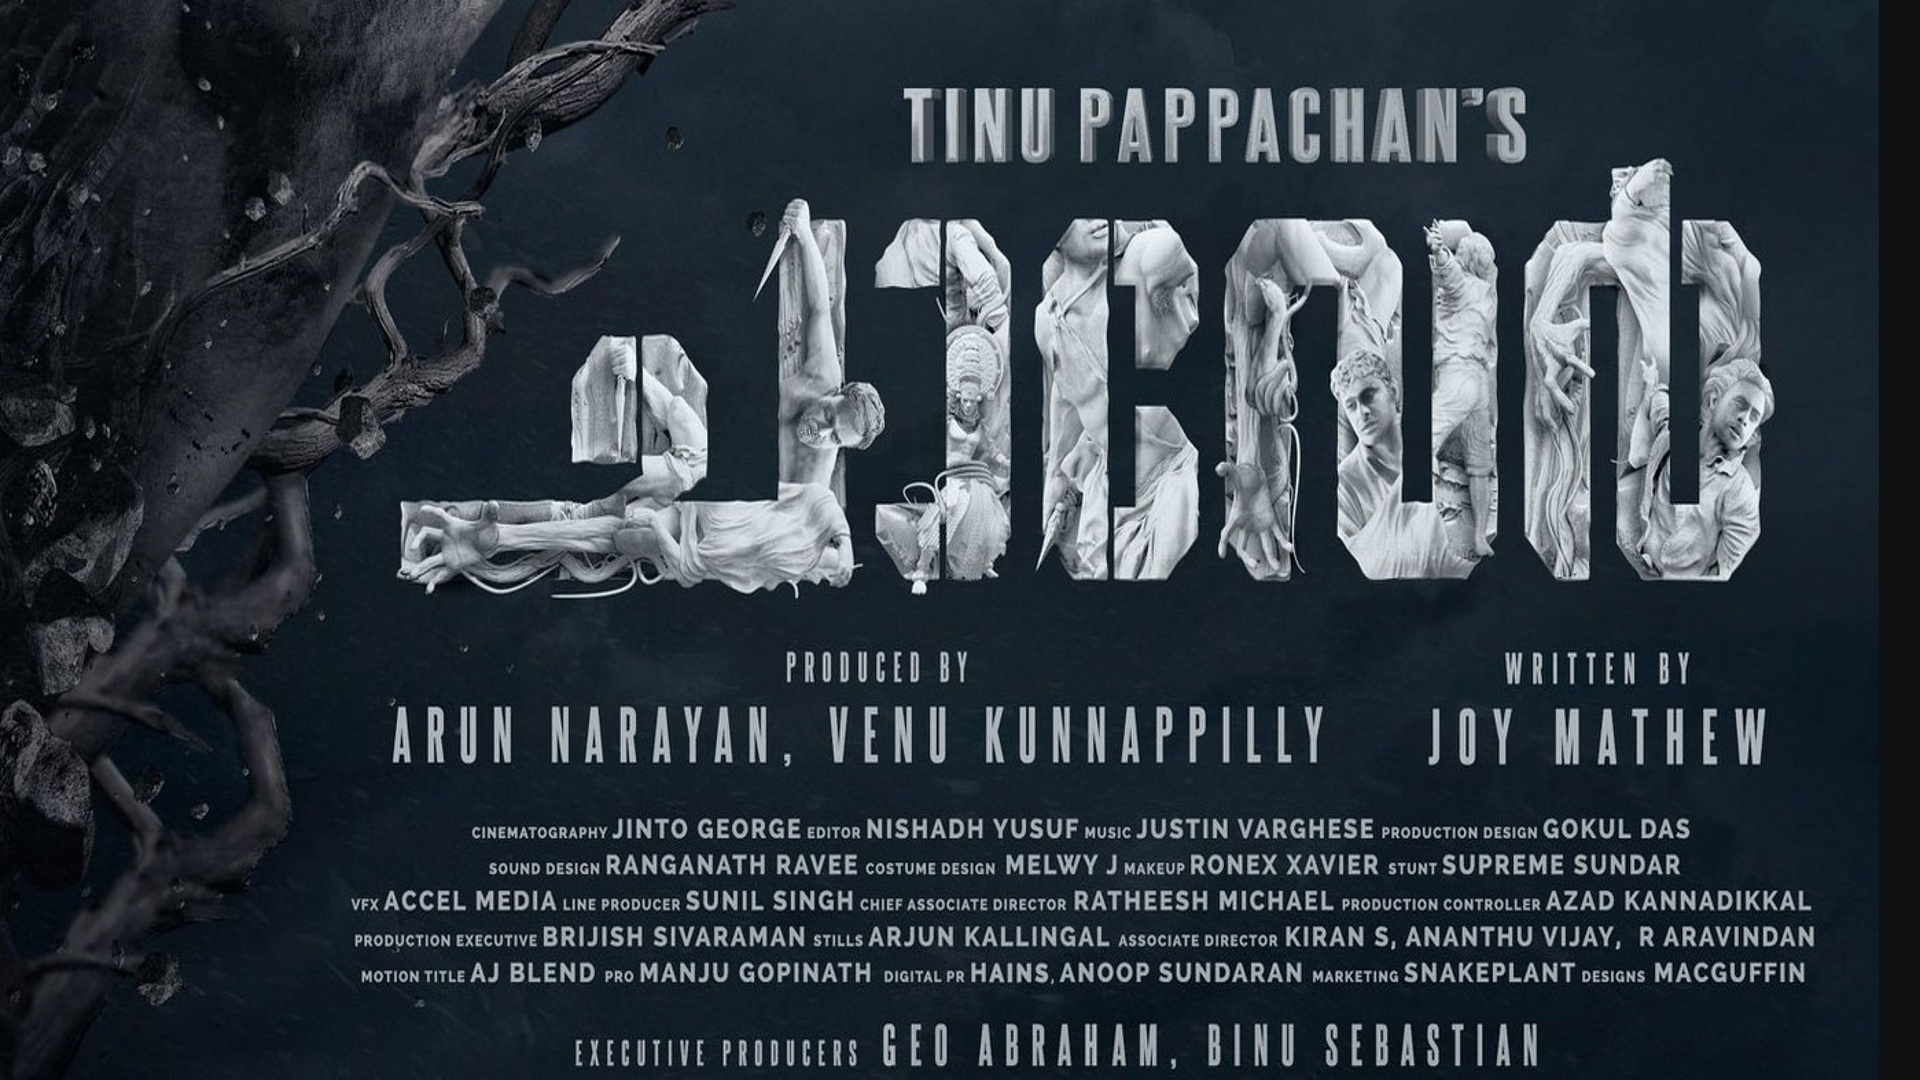 TINU PAPPACHAN'S
ചാവേർ
PRODUCED BY
ARUN NARAYAN, VENU KUNNAPPILLY
WRITTEN BY
JOY MATHEW
CINEMATOGRAPHY JINTO GEORGE EDITOR NISHADH YUSUF MUSIC JUSTIN VARGHESE PRODUCTION DESIGN GOKUL DAS
SOUND DESIGN RANGANATH RAVEE COSTUME DESIGN MELWY J MAKEUP RONEX XAVIER STUNT SUPREME SUNDAR
VFX ACCEL MEDIA LINE PRODUCER SUNIL SINGH CHIEF ASSOCIATE DIRECTOR RATHEESH MICHAEL PRODUCTION CONTROLLER AZAD KANNADIKKAL
PRODUCTION EXECUTIVE BRIJISH SIVARAMAN STILLS ARJUN KALLINGAL ASSOCIATE DIRECTOR KIRAN S, ANANTHU VIJAY, R ARAVINDAN
MOTION TITLE AJ BLEND PRO MANJU GOPINATH DIGITAL PR HAINS, ANOOP SUNDARAN MARKETING SNAKEPLANT DESIGNS MACGUFFIN
EXECUTIVE PRODUCERS GEO ABRAHAM, BINU SEBASTIAN